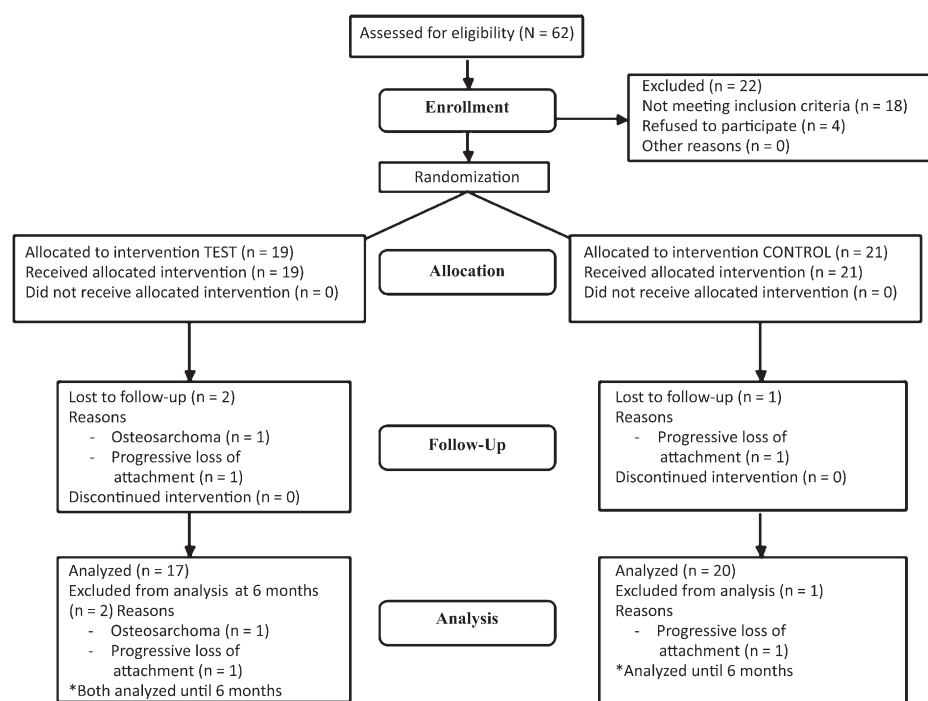 Assessed for eligibility (N = 62)
Enrollment
Excluded (n = 22)
Not meeting inclusion criteria (n = 18)
Refused to participate (n = 4)
Other reasons (n = 0)
Randomization
Allocated to intervention TEST (n = 19)
Received allocated intervention (n = 19)
Did not receive allocated intervention (n = 0)
Allocation
Allocated to intervention CONTROL (n = 21)
Received allocated intervention (n = 21)
Did not receive allocated intervention (n = 0)
Lost to follow-up (n = 2)
Reasons
- Osteosarchoma (n = 1)
- Progressive loss of
attachment (n = 1)
Discontinued intervention (n = 0)
Follow-Up
Lost to follow-up (n = 1)
Reasons
- Progressive loss of
attachment (n = 1)
Discontinued intervention (n = 0)
Analyzed (n = 17)
Excluded from analysis at 6 months
(n = 2) Reasons
- Osteosarchoma (n = 1)
- Progressive loss of
attachment (n = 1)
*Both analyzed until 6 months
Analysis
Analyzed (n = 20)
Excluded from analysis (n = 1)
Reasons
- Progressive loss of
attachment (n = 1)
*Analyzed until 6 months